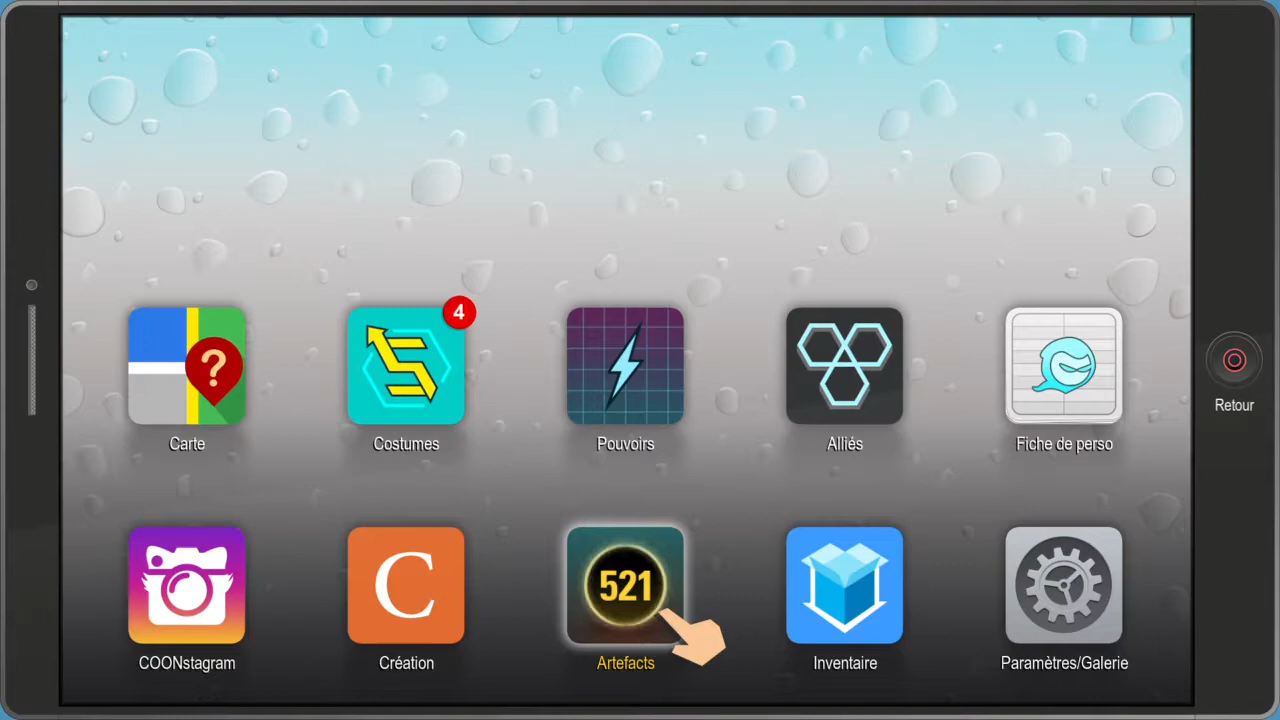 4
?
Carte
Costumes
Pouvoirs
Alliés
Fiche de perso
Retour
C
521
COONstagram
Création
Artefacts
Inventaire
Paramètres/Galerie